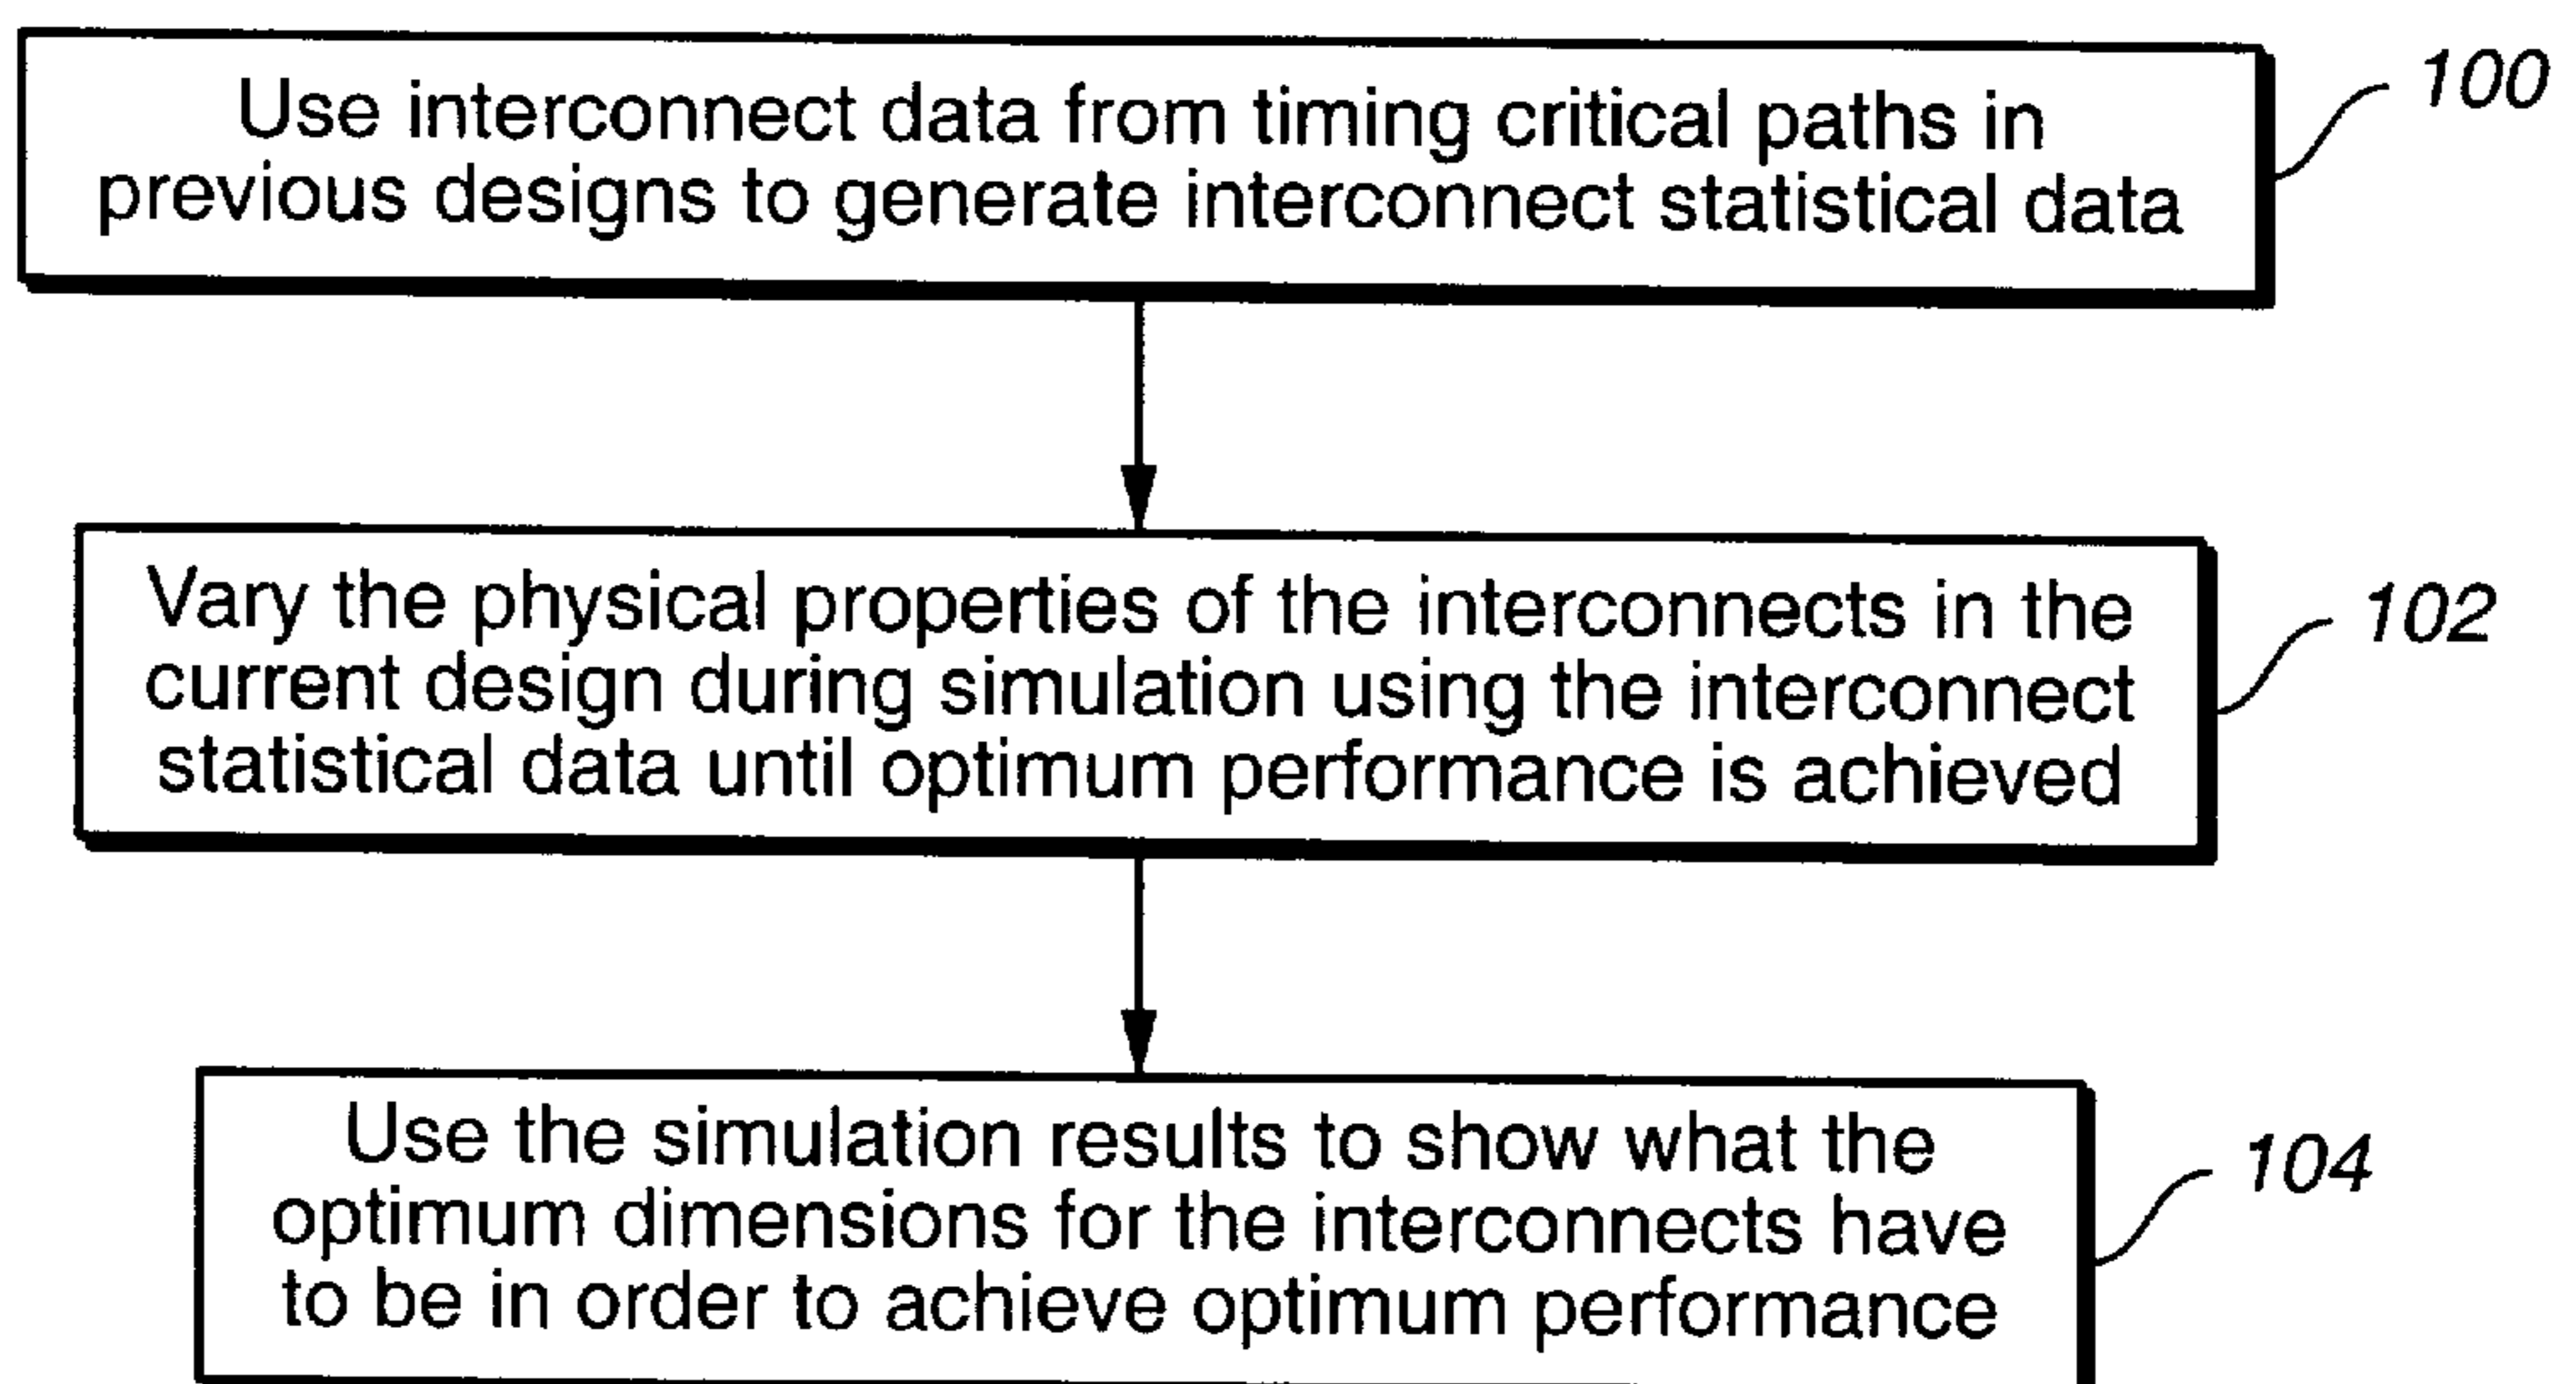 Use interconnect data from timing critical paths in
previous designs to generate interconnect statistical data
100
Vary the physical properties of the interconnects in the
current design during simulation using the interconnect
statistical data until optimum performance is achieved
102
Use the simulation results to show what the
optimum dimensions for the interconnects have
to be in order to achieve optimum performance
104